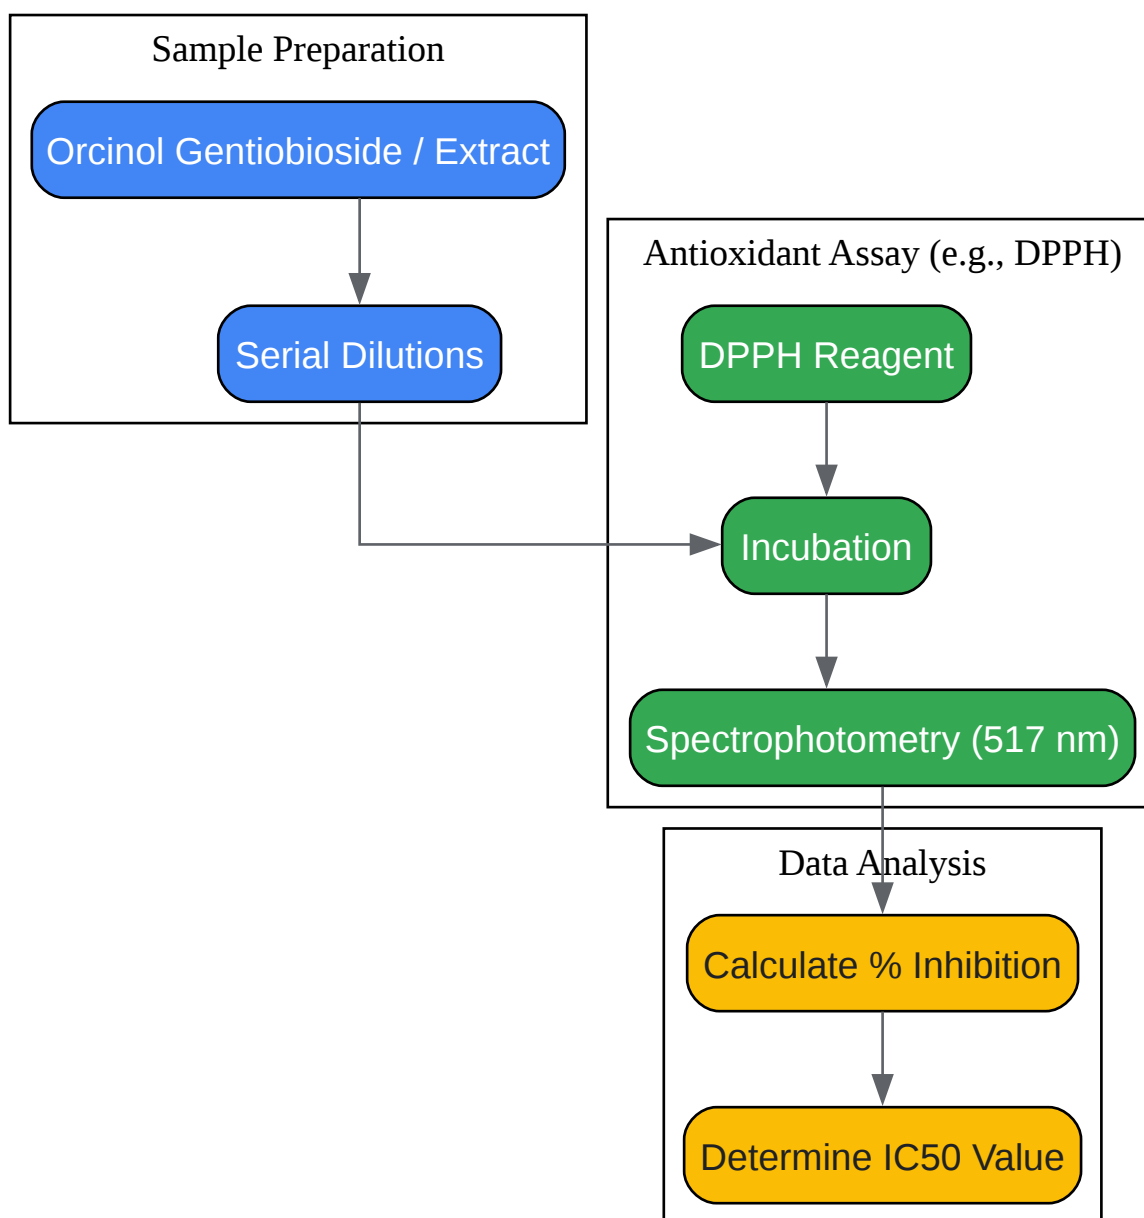 Sample Preparation
Orcinol Gentiobioside / Extract
Serial Dilutions
Antioxidant Assay (e.g., DPPH)
DPPH Reagent
Incubation
Spectrophotometry (517 nm)
Data Analysis
Calculate % Inhibition
Determine IC50 Value